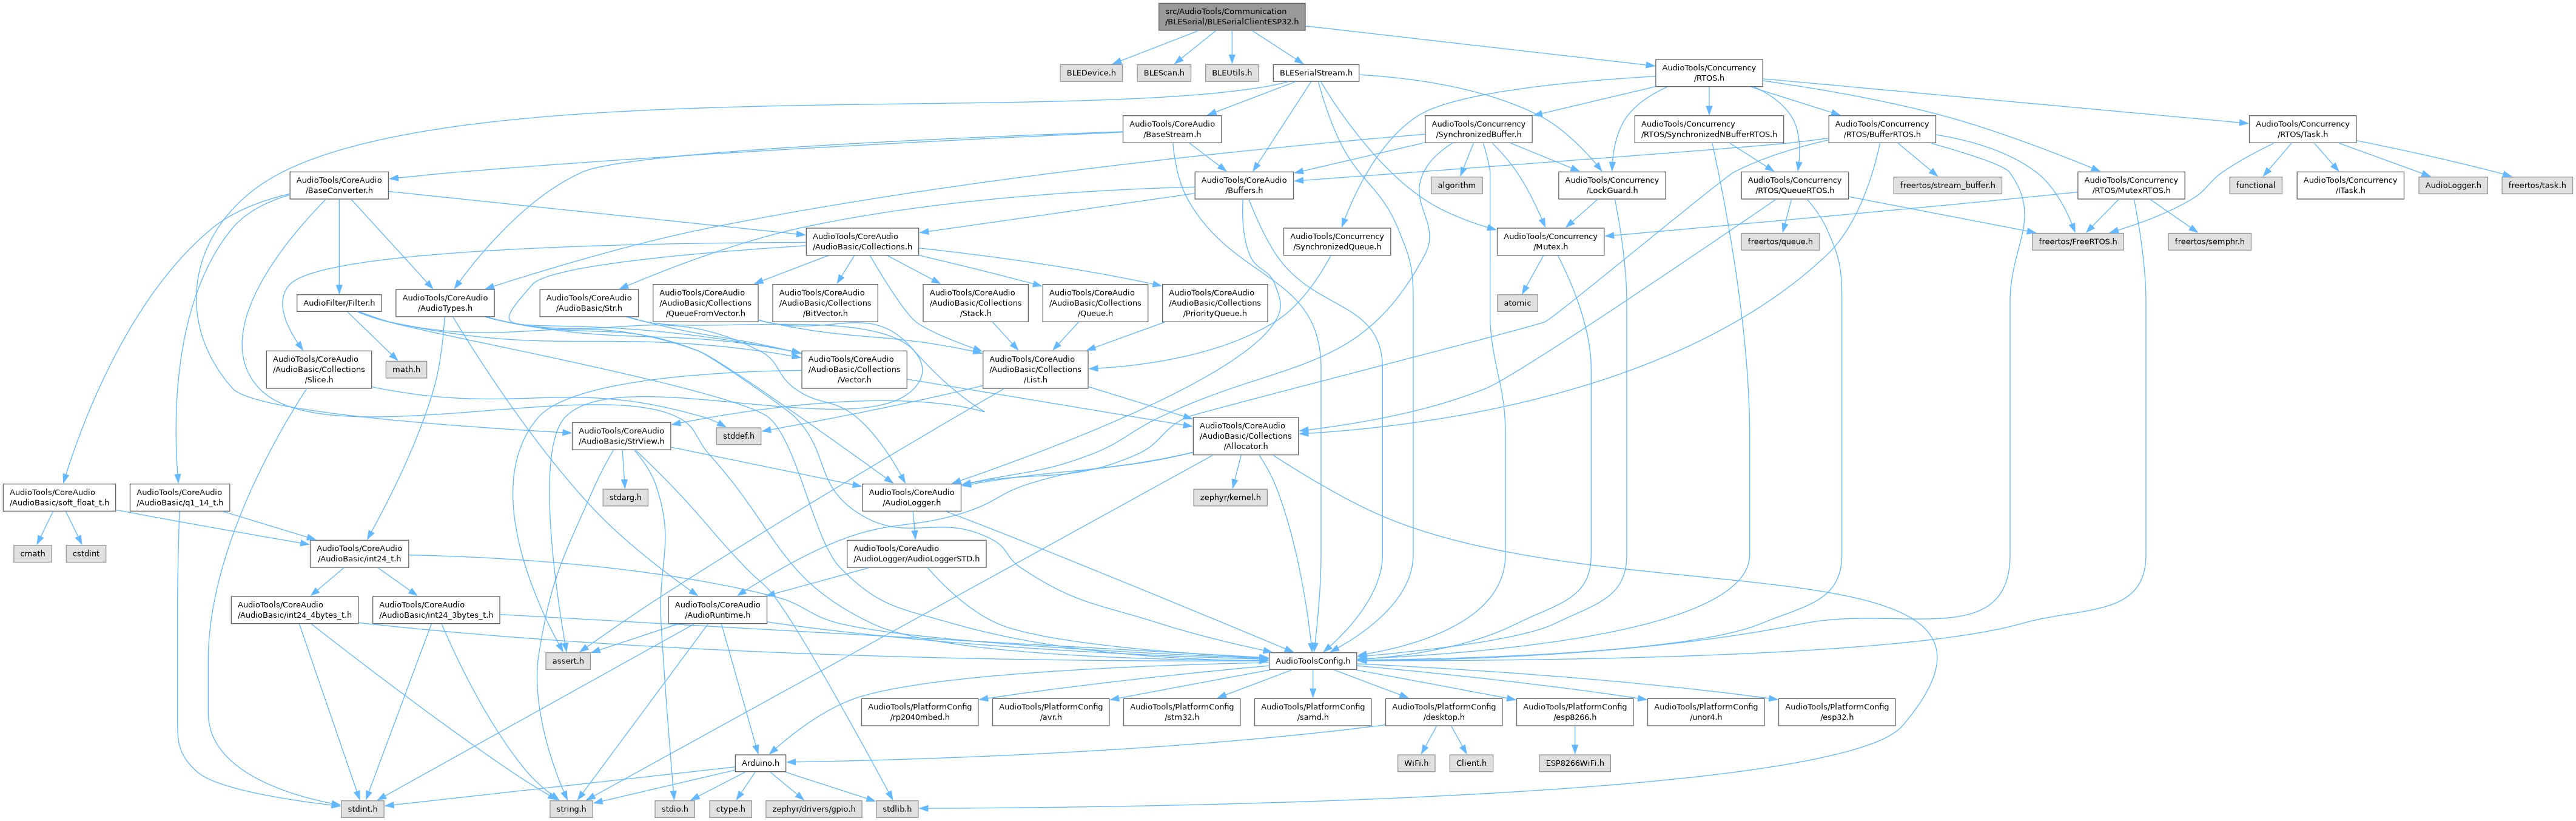 src/AudioTools/Communication
/BLESerial/BLESerialClientESP32.h
BLEDevice.h
BLEScan.h
BLEUtils.h
BLESerialStream.h
AudioTools/Concurrency
/RTOS.h
AudioTools/CoreAudio
/BaseStream.h
AudioTools/Concurrency
/SynchronizedBuffer.h
AudioTools/Concurrency
/RTOS/SynchronizedNBufferRTOS.h
AudioTools/Concurrency
/RTOS/BufferRTOS.h
AudioTools/Concurrency
/RTOS/Task.h
AudioTools/CoreAudio
/BaseConverter.h
AudioTools/CoreAudio
/Buffers.h
algorithm
AudioTools/Concurrency
/LockGuard.h
AudioTools/Concurrency
/RTOS/QueueRTOS.h
freertos/stream_buffer.h
AudioTools/Concurrency
/RTOS/MutexRTOS.h
functional
AudioTools/Concurrency
/ITask.h
AudioLogger.h
freertos/task.h
AudioTools/CoreAudio
/AudioBasic/Collections.h
AudioTools/Concurrency
/SynchronizedQueue.h
AudioTools/Concurrency
/Mutex.h
freertos/queue.h
freertos/FreeRTOS.h
freertos/semphr.h
AudioFilter/Filter.h
AudioTools/CoreAudio
/AudioTypes.h
AudioTools/CoreAudio
/AudioBasic/Str.h
AudioTools/CoreAudio
/AudioBasic/Collections
/QueueFromVector.h
AudioTools/CoreAudio
/AudioBasic/Collections
/BitVector.h
AudioTools/CoreAudio
/AudioBasic/Collections
/Stack.h
AudioTools/CoreAudio
/AudioBasic/Collections
/Queue.h
AudioTools/CoreAudio
/AudioBasic/Collections
/PriorityQueue.h
atomic
AudioTools/CoreAudio
/AudioBasic/Collections
/Slice.h
math.h
AudioTools/CoreAudio
/AudioBasic/Collections
/Vector.h
AudioTools/CoreAudio
/AudioBasic/Collections
/List.h
AudioTools/CoreAudio
/AudioBasic/StrView.h
stddef.h
AudioTools/CoreAudio
/AudioBasic/Collections
/Allocator.h
AudioTools/CoreAudio
/AudioBasic/soft_float_t.h
AudioTools/CoreAudio
/AudioBasic/q1_14_t.h
stdarg.h
AudioTools/CoreAudio
/AudioLogger.h
zephyr/kernel.h
cmath
cstdint
AudioTools/CoreAudio
/AudioBasic/int24_t.h
AudioTools/CoreAudio
/AudioLogger/AudioLoggerSTD.h
AudioTools/CoreAudio
/AudioBasic/int24_4bytes_t.h
AudioTools/CoreAudio
/AudioBasic/int24_3bytes_t.h
AudioTools/CoreAudio
/AudioRuntime.h
assert.h
AudioToolsConfig.h
AudioTools/PlatformConfig
/rp2040mbed.h
AudioTools/PlatformConfig
/avr.h
AudioTools/PlatformConfig
/stm32.h
AudioTools/PlatformConfig
/samd.h
AudioTools/PlatformConfig
/desktop.h
AudioTools/PlatformConfig
/esp8266.h
AudioTools/PlatformConfig
/unor4.h
AudioTools/PlatformConfig
/esp32.h
Arduino.h
WiFi.h
Client.h
ESP8266WiFi.h
stdint.h
string.h
stdio.h
ctype.h
zephyr/drivers/gpio.h
stdlib.h